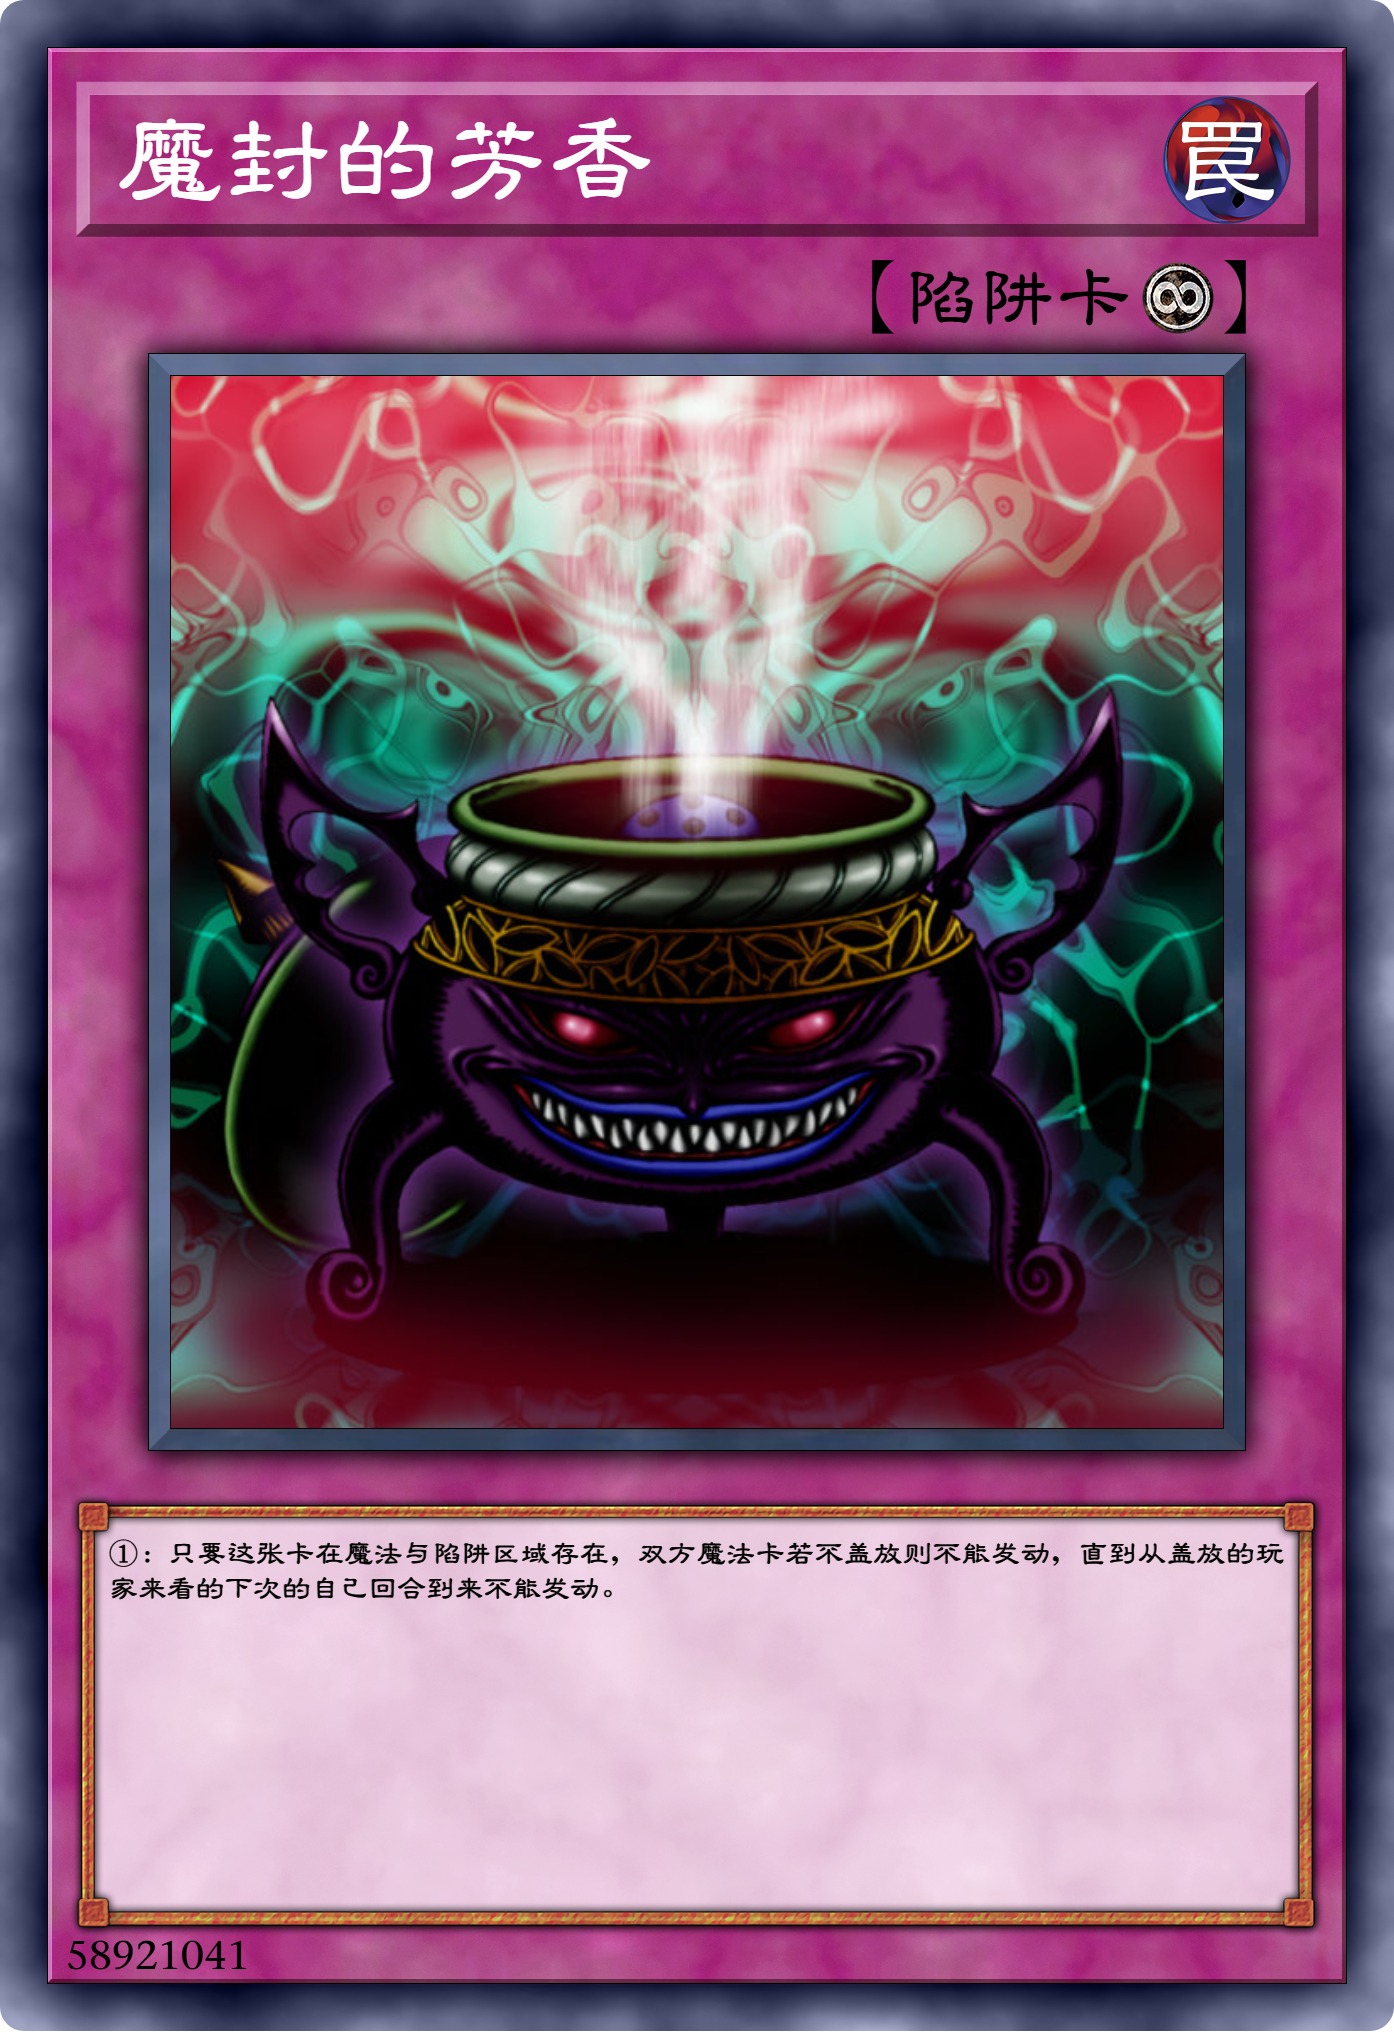 魔封的芳香
罠
【陷阱卡♾】
①：只要这张卡在魔法与陷阱区域存在，双方魔法卡若不盖放则不能发动，直到从盖放的玩
家来看的下次的自己回合到来不能发动。
58921041